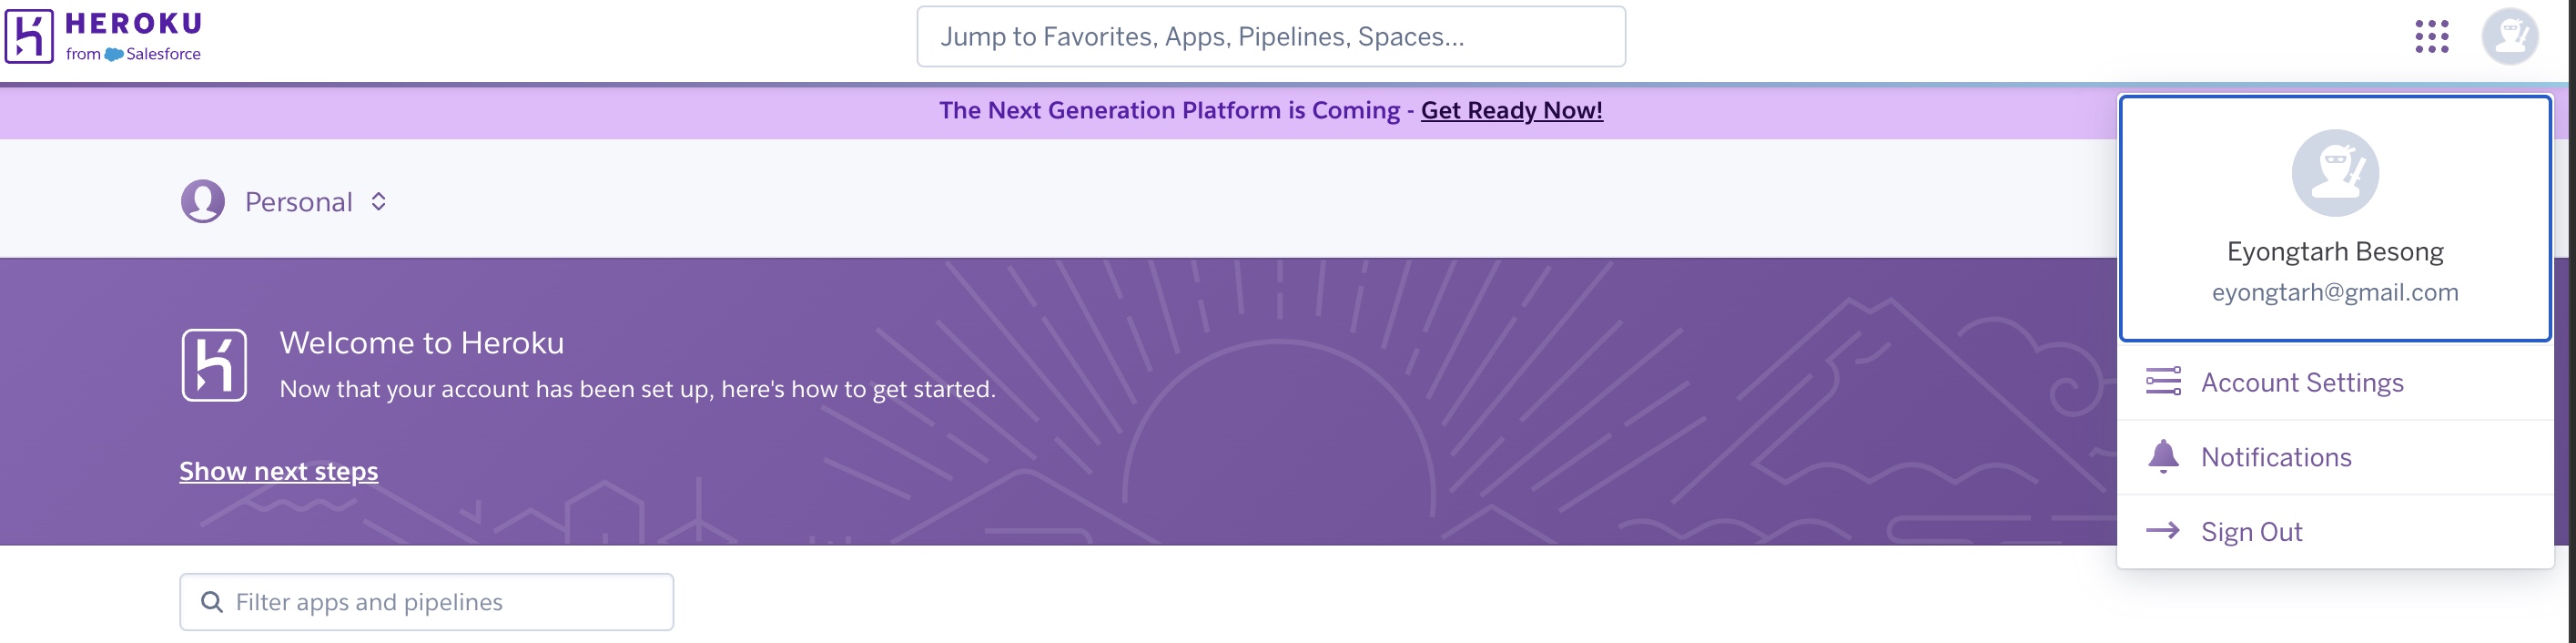 HEROKU
from Salesforce
Jump to Favorites, Apps, Pipelines, Spaces...
The Next Generation Platform is Coming - Get Ready Now!
Personal
Eyongtarh Besong
eyongtarh@gmail.com
Account Settings
Notifications
Sign Out
Welcome to Heroku
Now that your account has been set up, here's how to get started.
Show next steps
Filter apps and pipelines